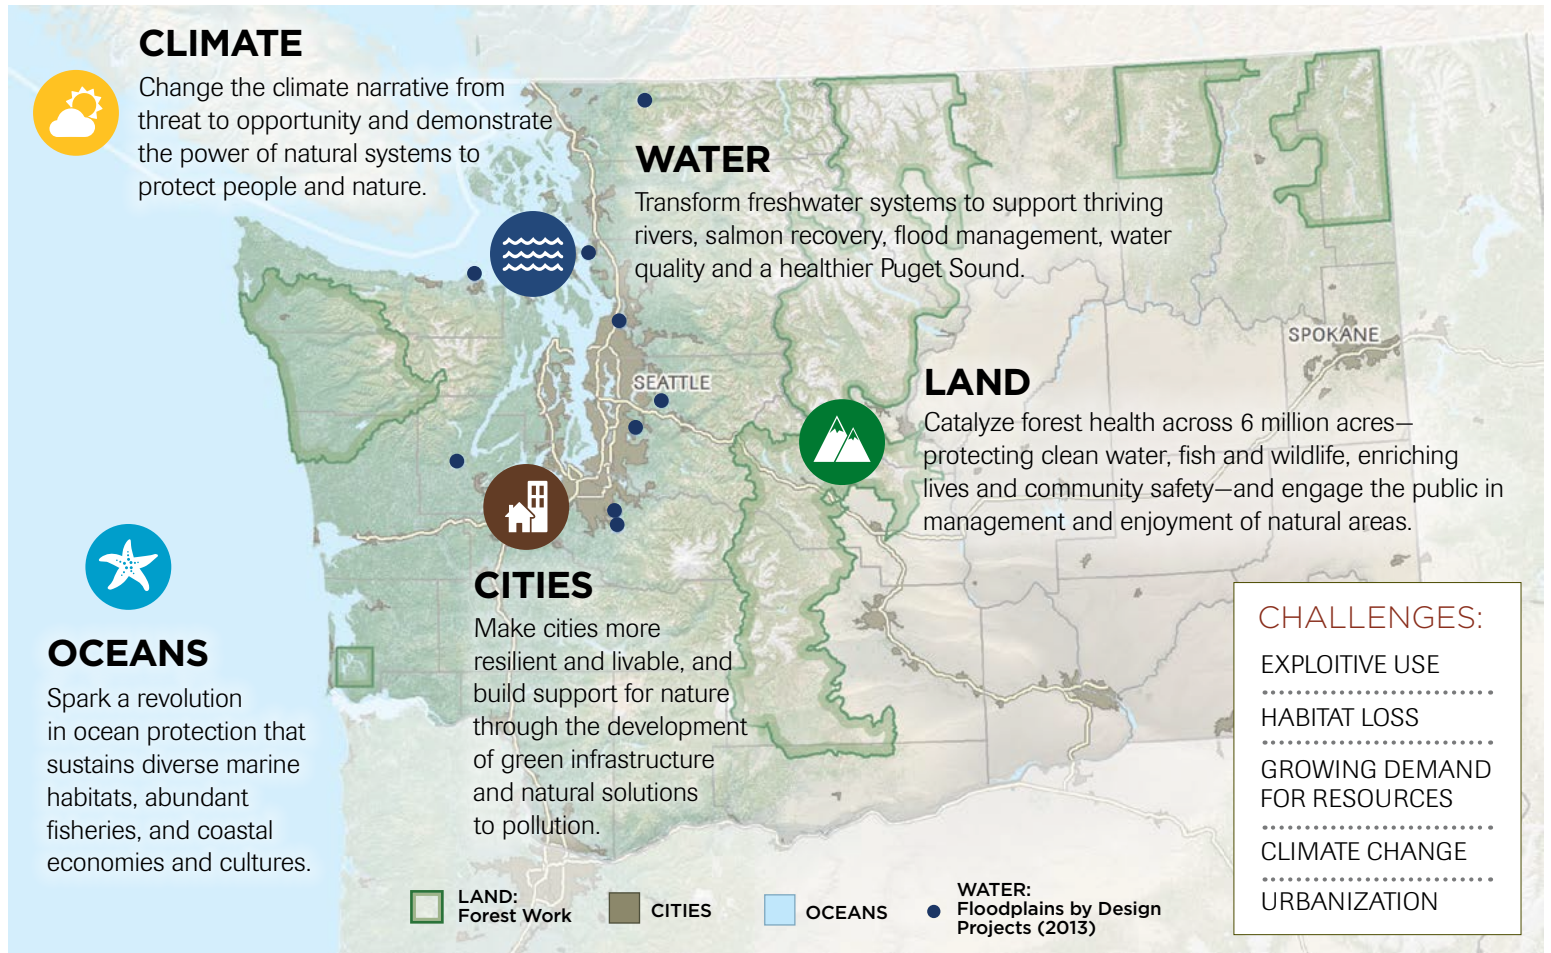 CLIMATE
Change the climate narrative from
threat to opportunity and demonstrate
the power of natural systems to
protect people and nature.
WATER
Transform freshwater systems to support thriving
rivers, salmon recovery, flood management, water
quality and a healthier Puget Sound.
SPOKANE
SEATTLE
LAND
Catalyze forest health across 6 million acres—
protecting clean water, fish and wildlife, enriching
lives and community safety—and engage the public in
management and enjoyment of natural areas.
OCEANS
Spark a revolution
in ocean protection that
sustains diverse marine
habitats, abundant
fisheries, and coastal
economies and cultures.
CITIES
Make cities more
resilient and livable, and
build support for nature
through the development
of green infrastructure
and natural solutions
to pollution.
CHALLENGES:
EXPLOITIVE USE
HABITAT LOSS
GROWING DEMAND
FOR RESOURCES
CLIMATE CHANGE
URBANIZATION
LAND:
Forest Work
CITIES
OCEANS
WATER:
Floodplains by Design
Projects (2013)